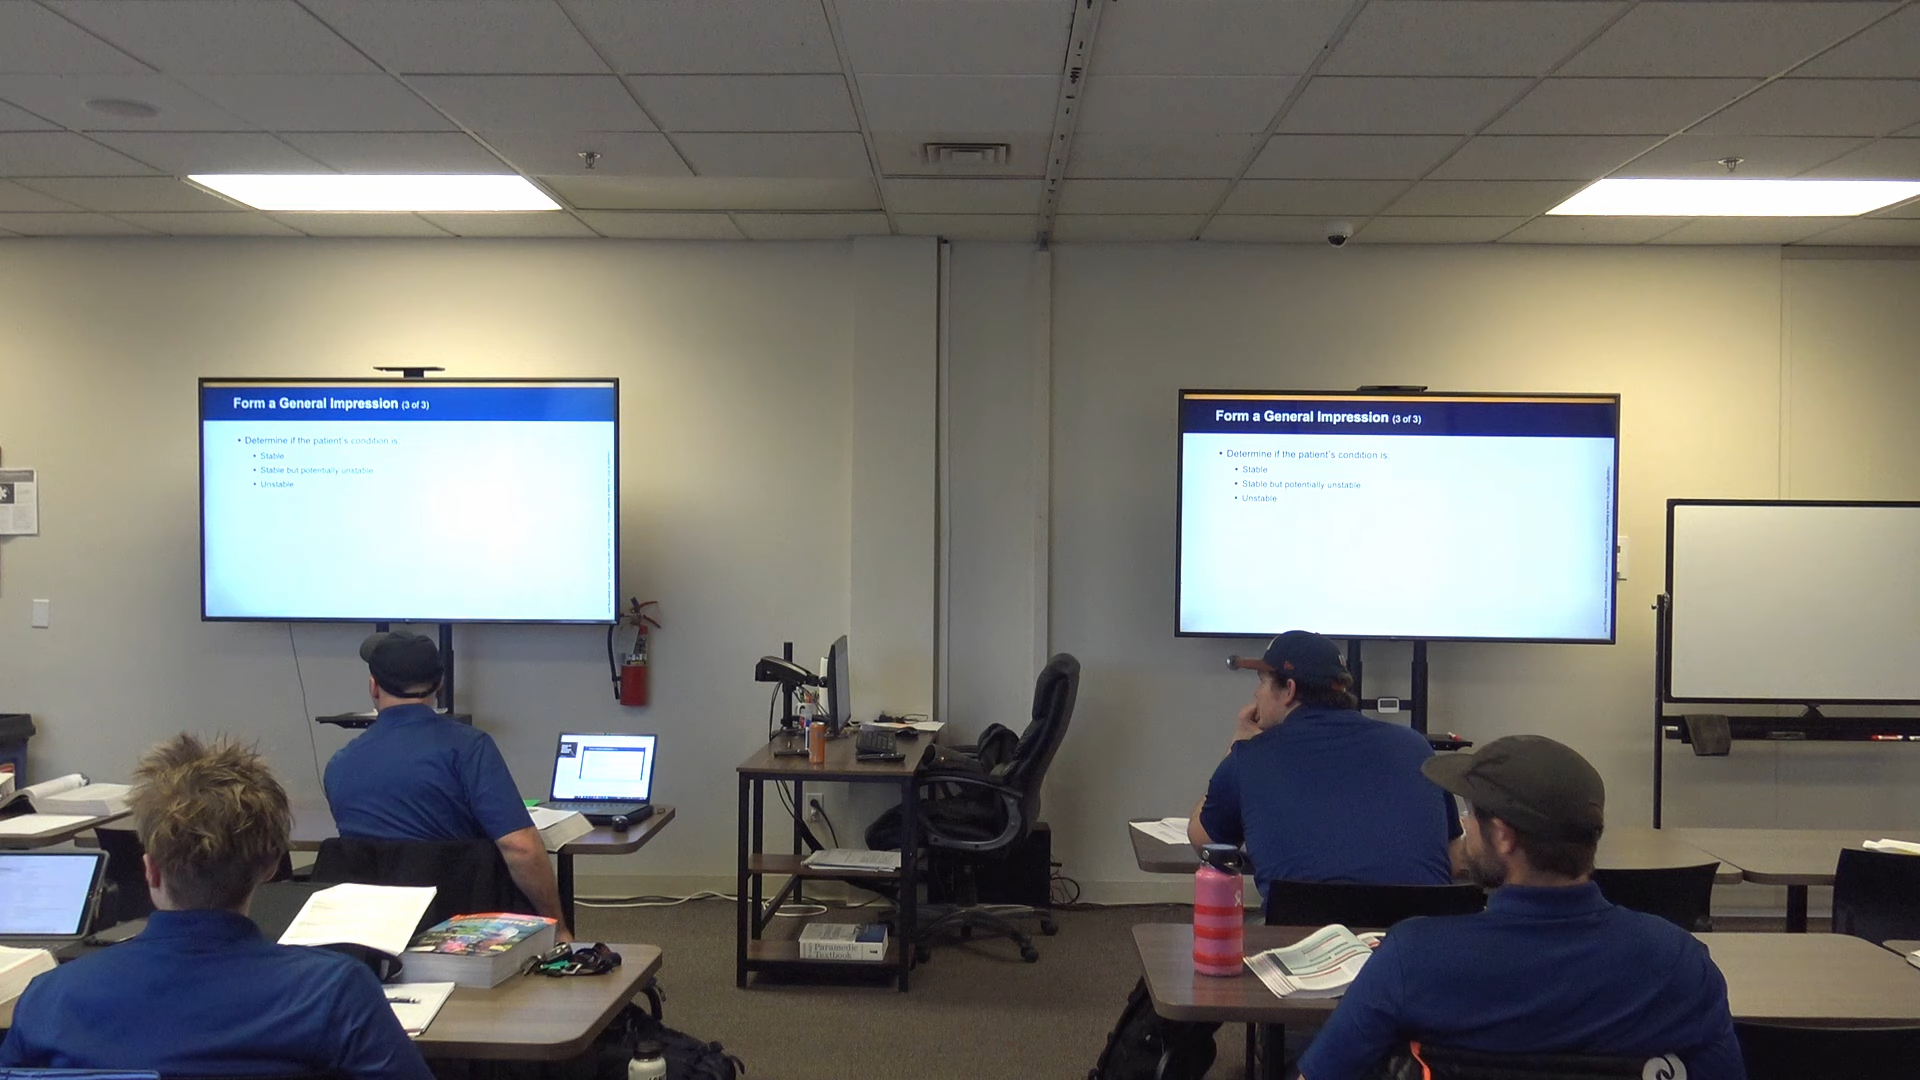 Form a General Impression (3 of 3)
• Determine if the patient's condition is:
• Stable
• Stable but potentially unstable
• Unstable
Form a General Impression (3 of 3)
• Determine if the patient's condition is:
• Stable
• Stable but potentially unstable
• Unstable
Paramedic
Textbook